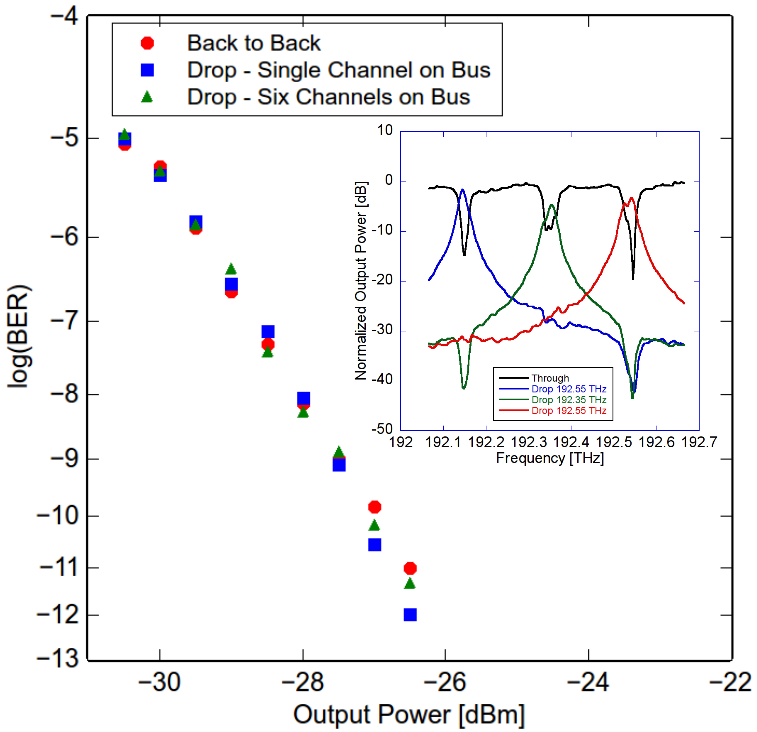 −4
−5
−6
−7
−8
−9
−10
−11
−12
−13
log(BER)
Back to Back
Drop - Single Channel on Bus
Drop - Six Channels on Bus
10
0
-10
-20
-30
-40
-50
Normalized Output Power [dB]
Through
Drop 192.55 THz
Drop 192.35 THz
Drop 192.55 THz
192 192.1 192.2 192.3 192.4 192.5 192.6 192.7
Frequency [THz]
−30 −28 −26 −24 −22
Output Power [dBm]